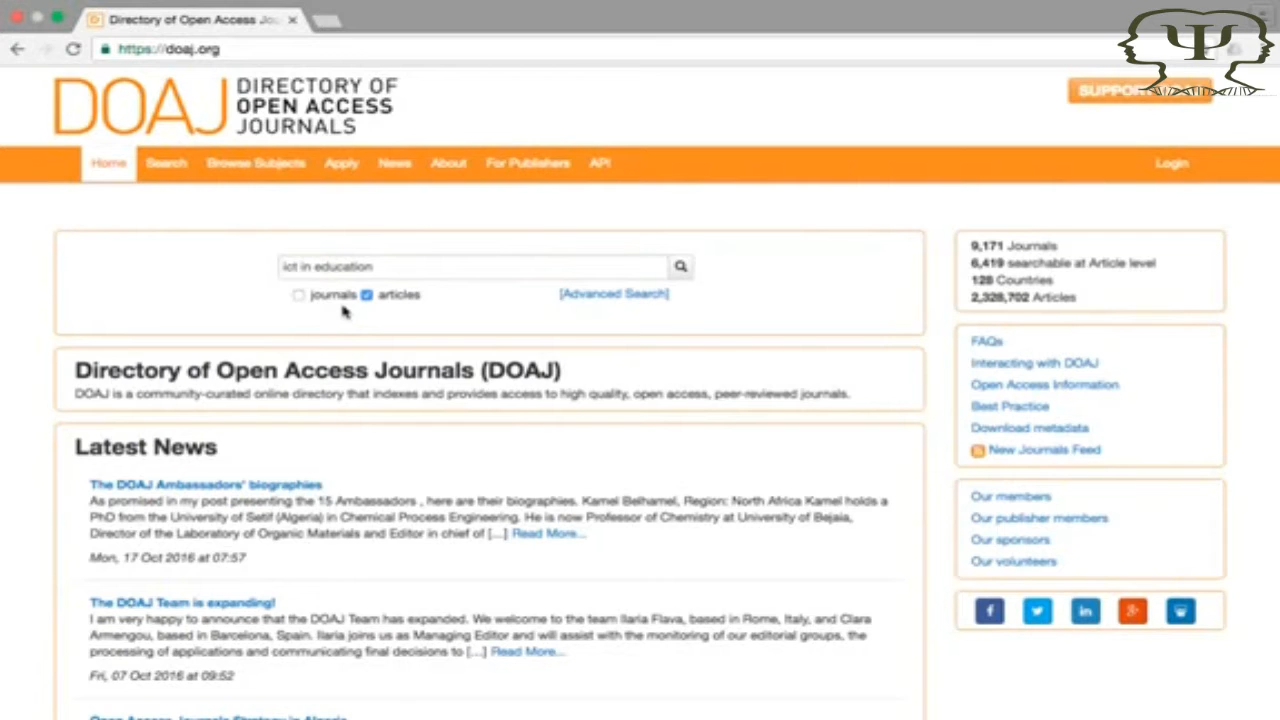 Directory of Open Access Jou
https://doaj.org
DOAJ DIRECTORY OF
OPEN ACCESS
JOURNALS
SUPPORT
Home Search Browse Subjects Apply News About For Publishers API Login
ict in education
journals articles [Advanced Search]
9,171 Journals
6,419 searchable at Article level
128 Countries
2,328,702 Articles
Directory of Open Access Journals (DOAJ)
DOAJ is a community-curated online directory that indexes and provides access to high quality, open access, peer-reviewed journals.
FAQs
Interacting with DOAJ
Open Access Information
Best Practice
Download metadata
New Journals Feed
Latest News
The DOAJ Ambassadors' biographies
As promised in my post presenting the 15 Ambassadors , here are their biographies. Kamel Belhamel, Region: North Africa Kamel holds a
PhD from the University of Setif (Algeria) in Chemical Process Engineering. He is now Professor of Chemistry at University of Bejaia,
Director of the Laboratory of Organic Materials and Editor in chief of [...] Read More...
Mon, 17 Oct 2016 at 07:57
Our members
Our publisher members
Our sponsors
Our volunteers
The DOAJ Team is expanding!
I am very happy to announce that the DOAJ Team has expanded. We welcome to the team Ilaria Flava, based in Rome, Italy, and Clara
Armengou, based in Barcelona, Spain. Ilaria joins us as Managing Editor and will assist with the monitoring of our editorial groups, the
processing of applications and communicating final decisions to [...] Read More...
Fri, 07 Oct 2016 at 09:52
Open Access Journals Strategy in Algeria